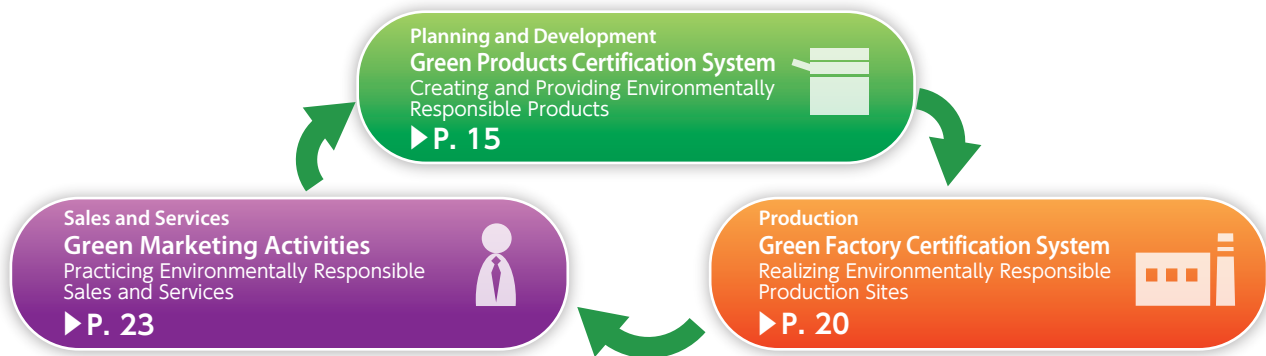 Planning and Development
Green Products Certification System
Creating and Providing Environmentally
Responsible Products
▶P. 15
Sales and Services
Green Marketing Activities
Practicing Environmentally Responsible
Sales and Services
▶P. 23
Production
Green Factory Certification System
Realizing Environmentally Responsible
Production Sites
▶P. 20